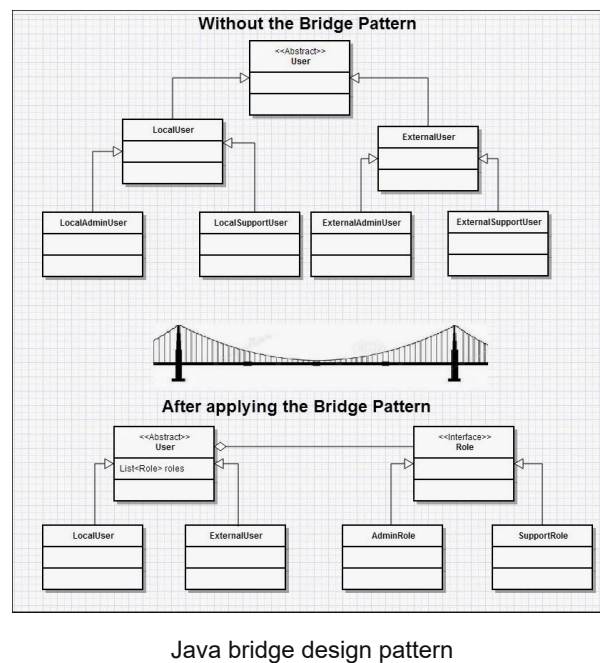 Without the Bridge Pattern
<<Abstract>>
User
LocalUser
ExternalUser
LocalAdminUser
LocalSupportUser
ExternalAdminUser
ExternalSupportUser
After applying the Bridge Pattern
<<Abstract>>
User
List<Role> roles
<<Interface>>
Role
LocalUser
ExternalUser
AdminRole
SupportRole
Java bridge design pattern